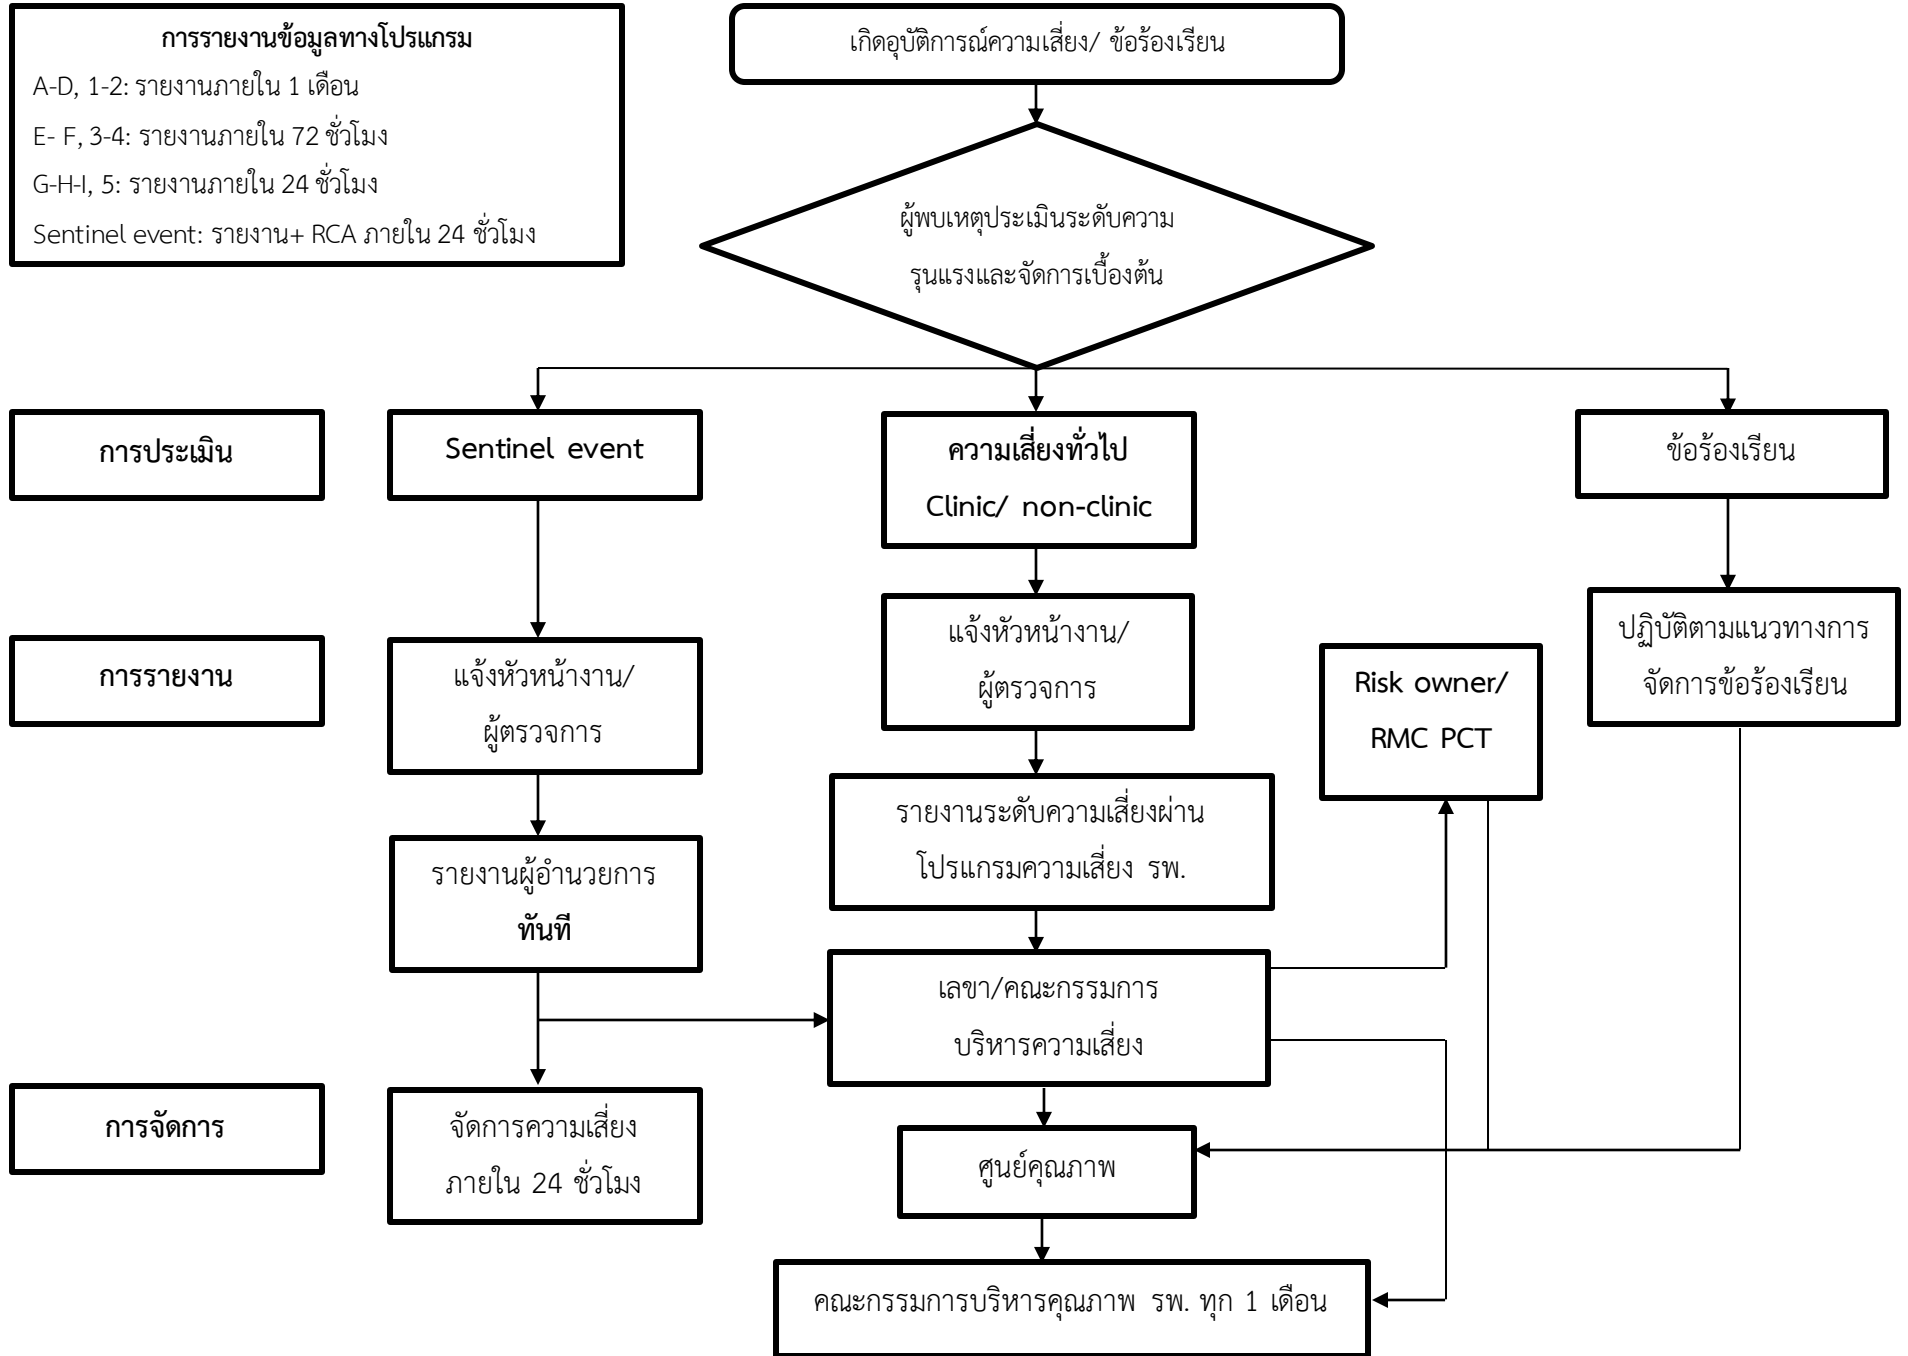 การรายงานข้อมูลทางโปรแกรม
A-D, 1-2: รายงานภายใน 1 เดือน
E- F, 3-4: รายงานภายใน 72 ชั่วโมง
G-H-I, 5: รายงานภายใน 24 ชั่วโมง
Sentinel event: รายงาน+ RCA ภายใน 24 ชั่วโมง
เกิดอุบัติการณ์ความเสี่ยง/ ข้อร้องเรียน
ผู้พบเหตุประเมินระดับความ
รุนแรงและจัดการเบื้องต้น
การประเมิน
Sentinel event
ความเสี่ยงทั่วไป
Clinic/ non-clinic
ข้อร้องเรียน
การรายงาน
แจ้งหัวหน้างาน/
ผู้ตรวจการ
แจ้งหัวหน้างาน/
ผู้ตรวจการ
Risk owner/
RMC PCT
ปฏิบัติตามแนวทางการ
จัดการข้อร้องเรียน
รายงานผู้อำนวยการ
ทันที
รายงานระดับความเสี่ยงผ่าน
โปรแกรมความเสี่ยง รพ.
เลขา/คณะกรรมการ
บริหารความเสี่ยง
การจัดการ
จัดการความเสี่ยง
ภายใน 24 ชั่วโมง
ศูนย์คุณภาพ
คณะกรรมการบริหารคุณภาพ รพ. ทุก 1 เดือน